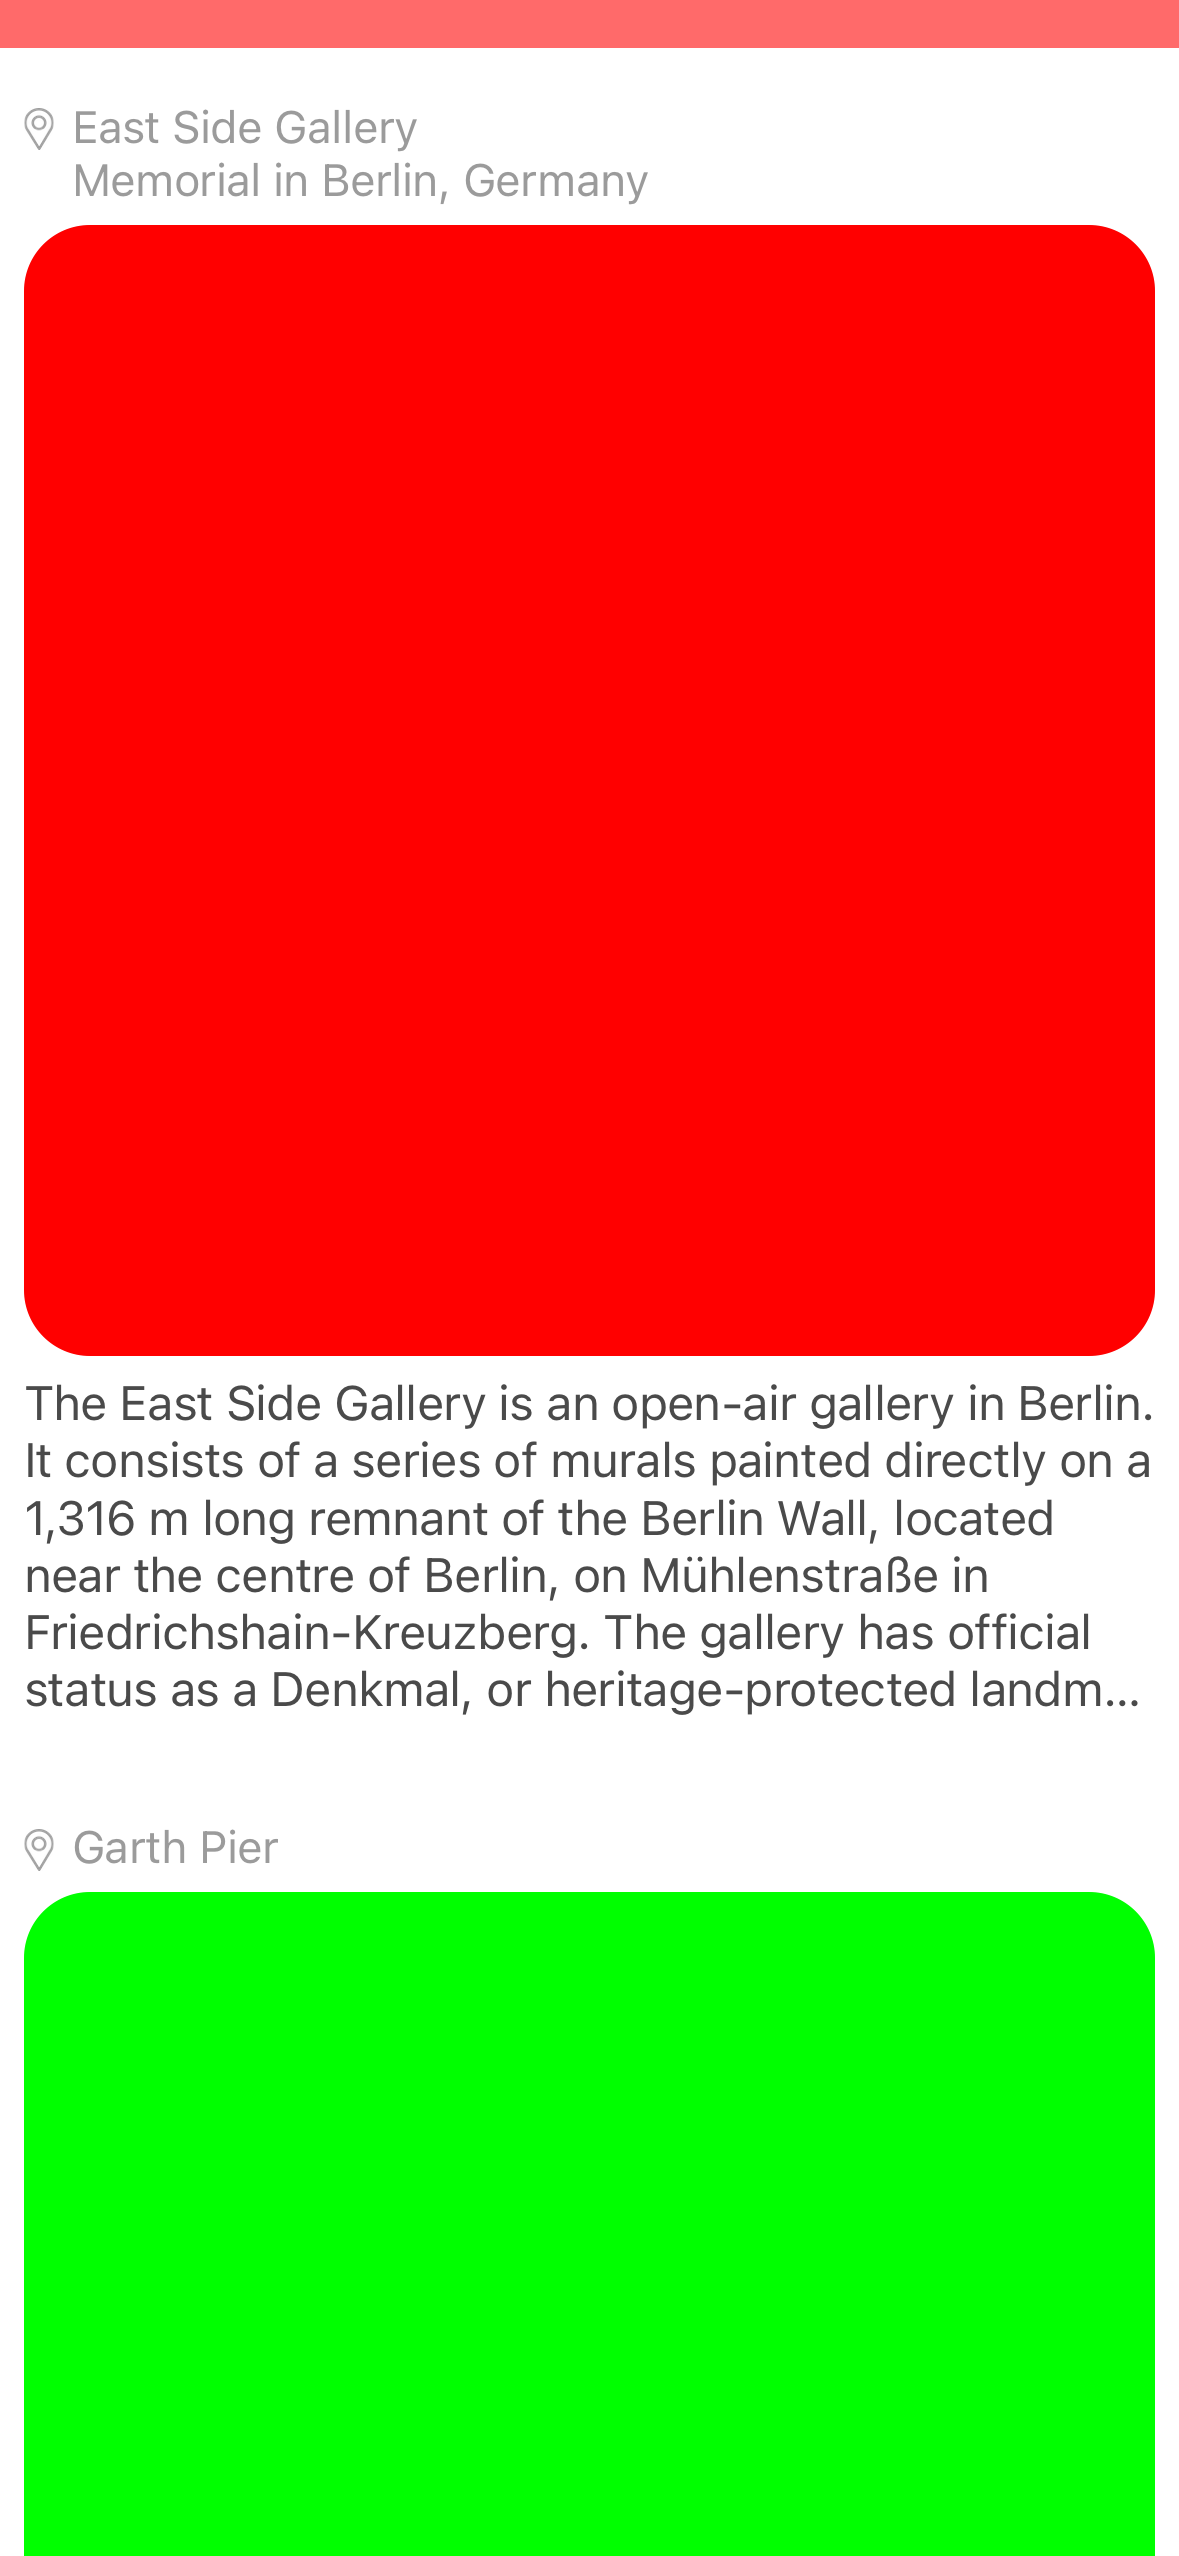 East Side Gallery
Memorial in Berlin, Germany
The East Side Gallery is an open-air gallery in Berlin.
It consists of a series of murals painted directly on a
1,316 m long remnant of the Berlin Wall, located
near the centre of Berlin, on Mühlenstraße in
Friedrichshain-Kreuzberg. The gallery has official
status as a Denkmal, or heritage-protected landm...
Garth Pier